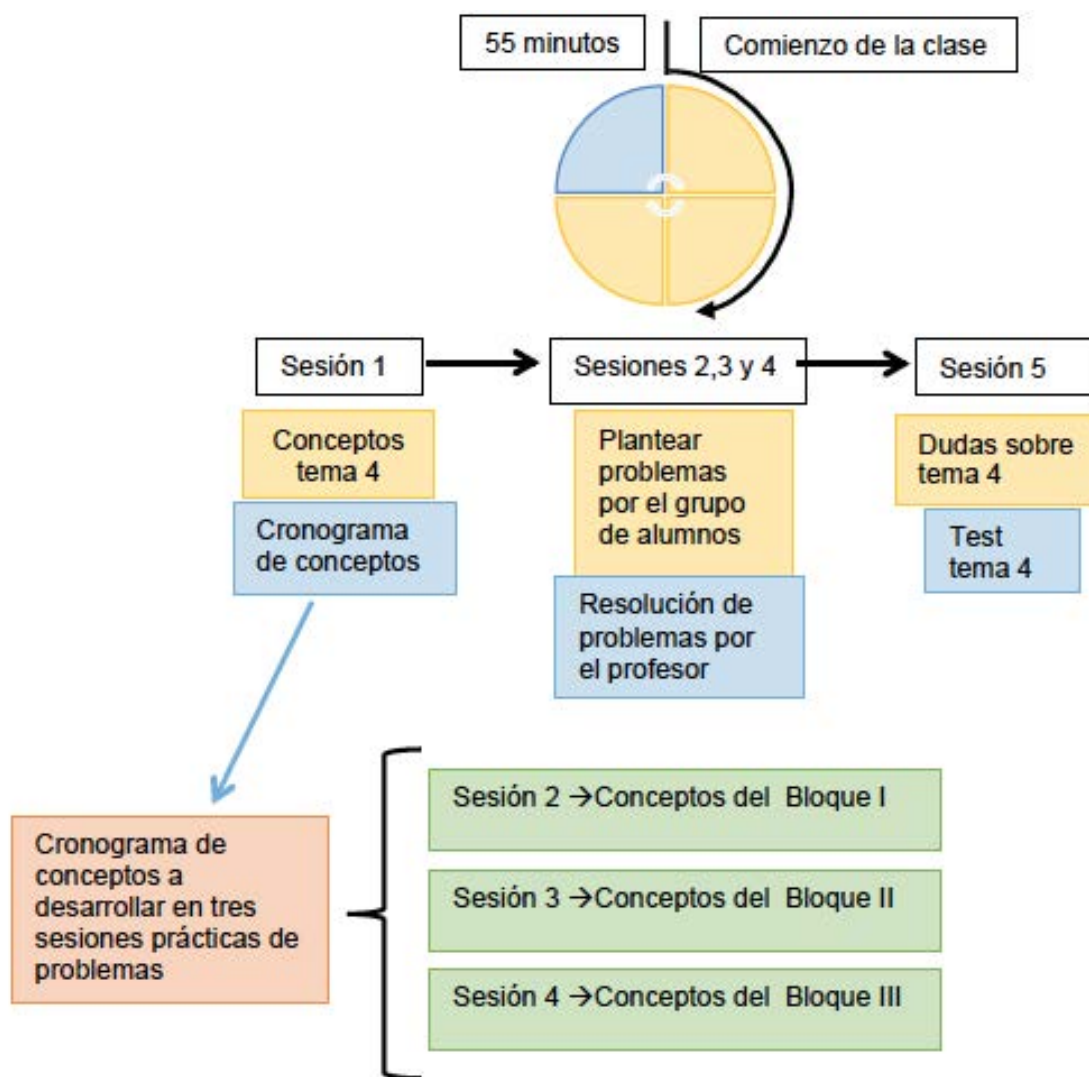 55 minutos
Comienzo de la clase
Sesión 1
Sesiones 2,3 y 4
Sesión 5
Conceptos
tema 4
Cronograma
de conceptos
Plantear
problemas
por el grupo
de alumnos
Resolución de
problemas por
el profesor
Dudas sobre
tema 4
Test
tema 4
Cronograma de
conceptos a
desarrollar en tres
sesiones prácticas de
problemas
Sesión 2 →Conceptos del Bloque I
Sesión 3 →Conceptos del Bloque II
Sesión 4 →Conceptos del Bloque III